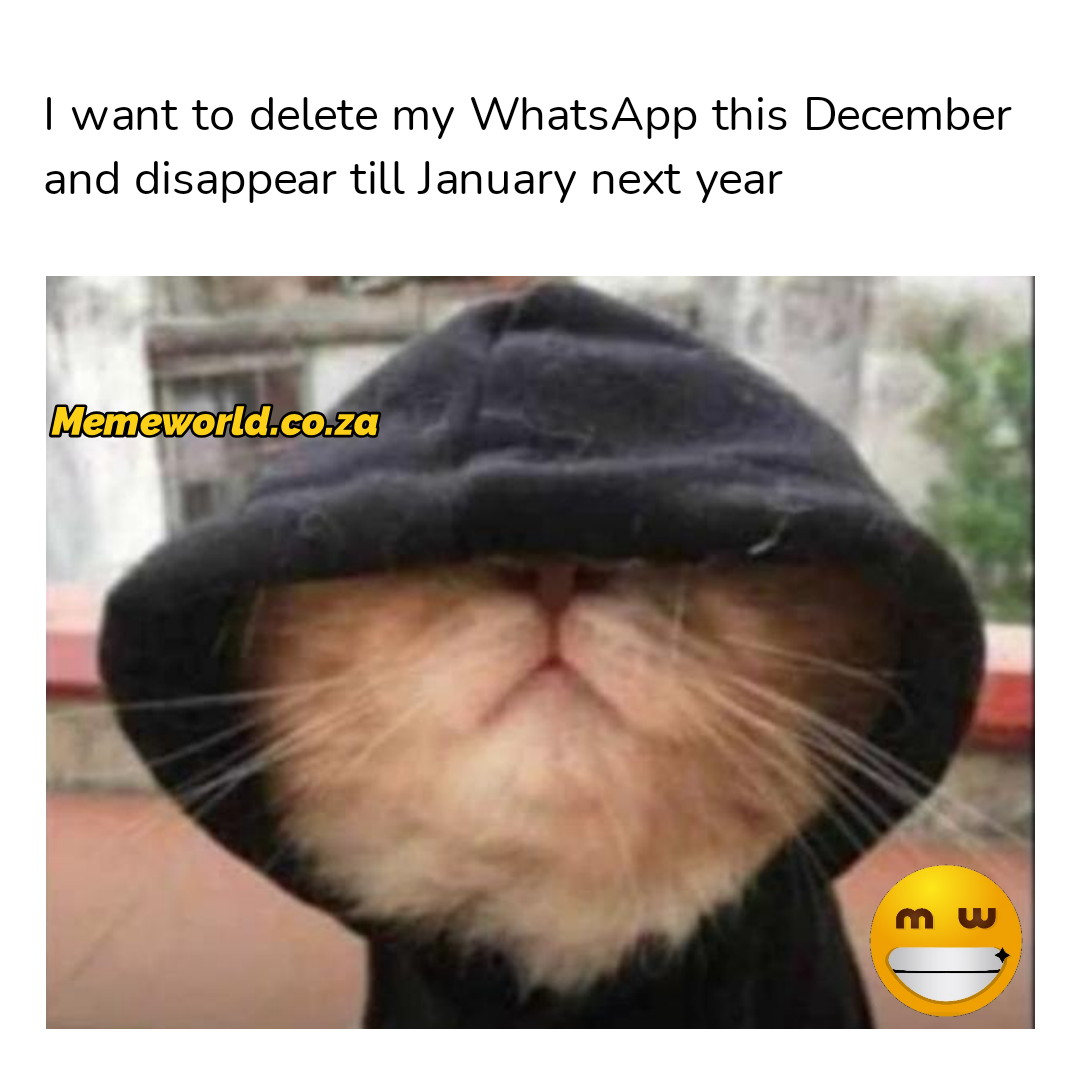 I want to delete my WhatsApp this December
and disappear till January next year
Memeworld.co.za
m w